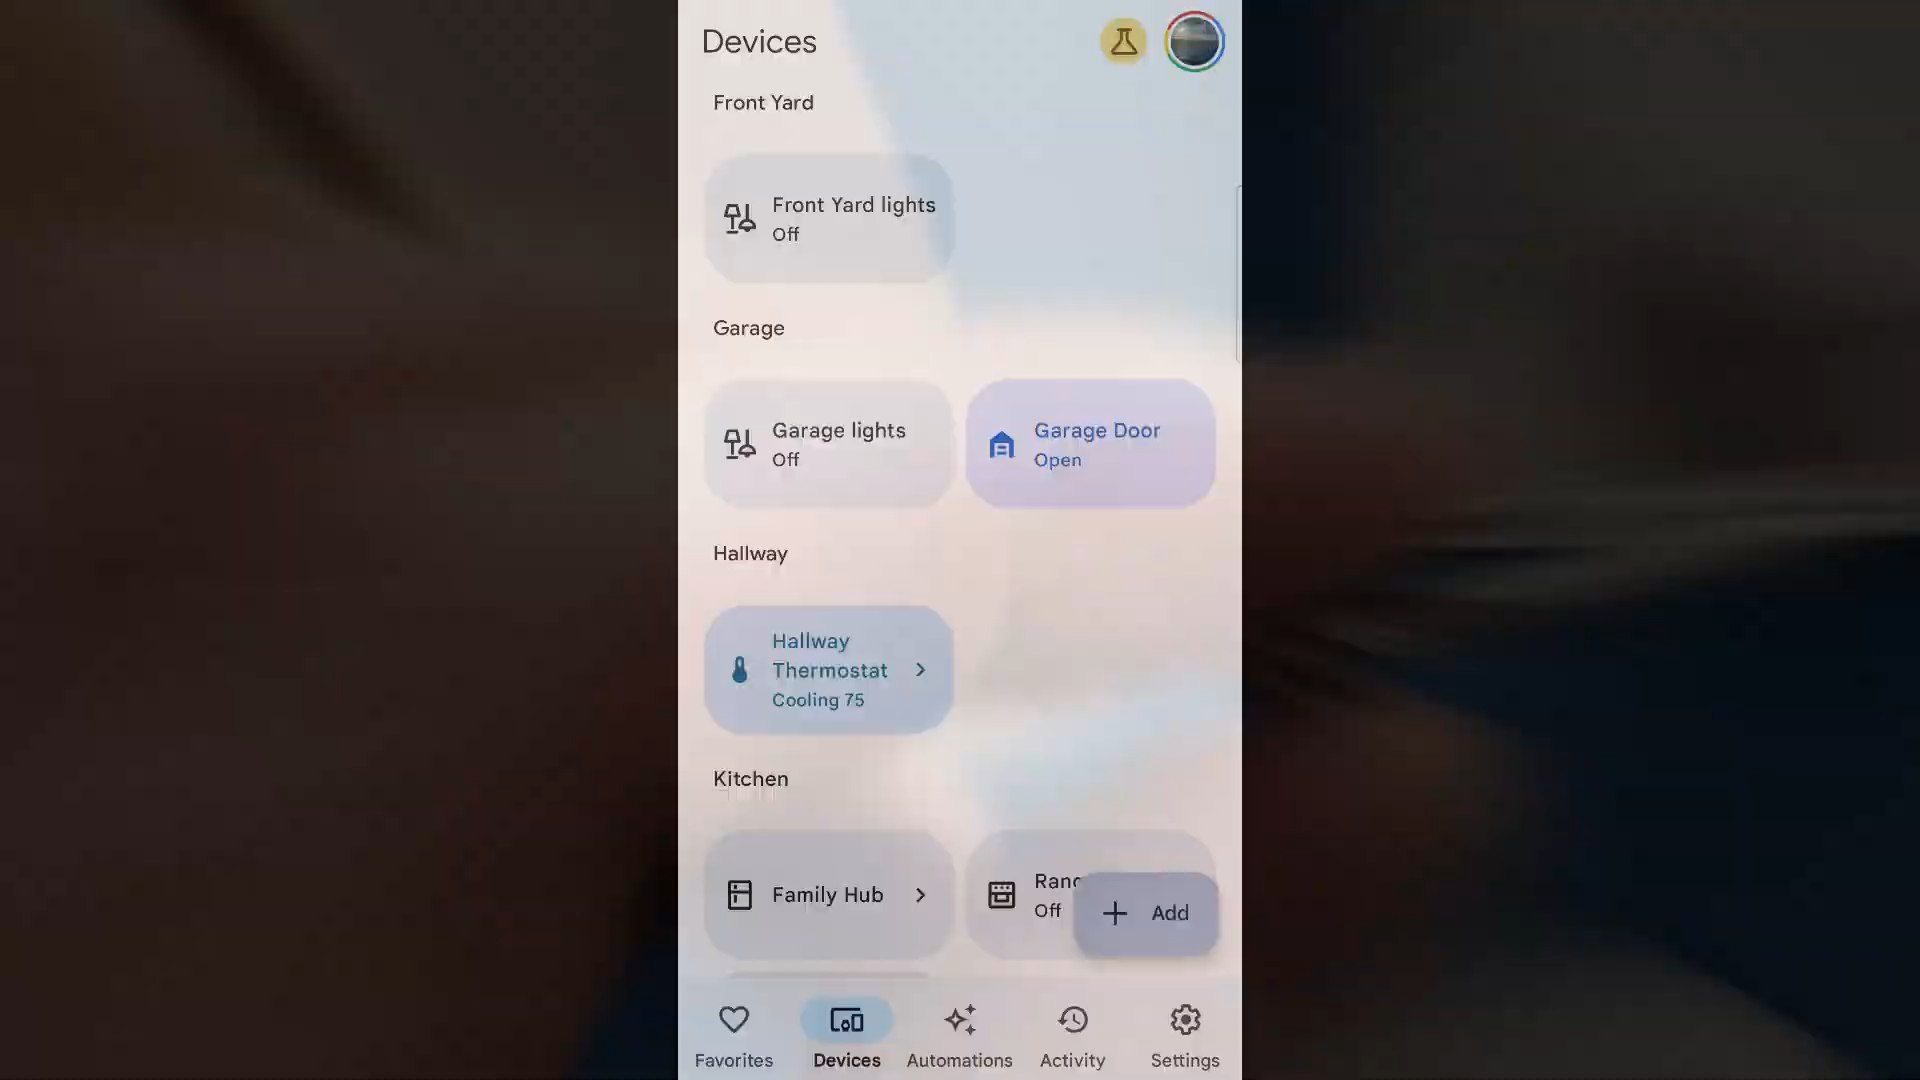 Devices
Front Yard
Front Yard lights
Off
Garage
Garage lights
Off
Garage Door
Open
Hallway
Hallway
Thermostat
Cooling 75
Kitchen
Family Hub
Off
Add
Favorites
Devices
Automations
Activity
Settings